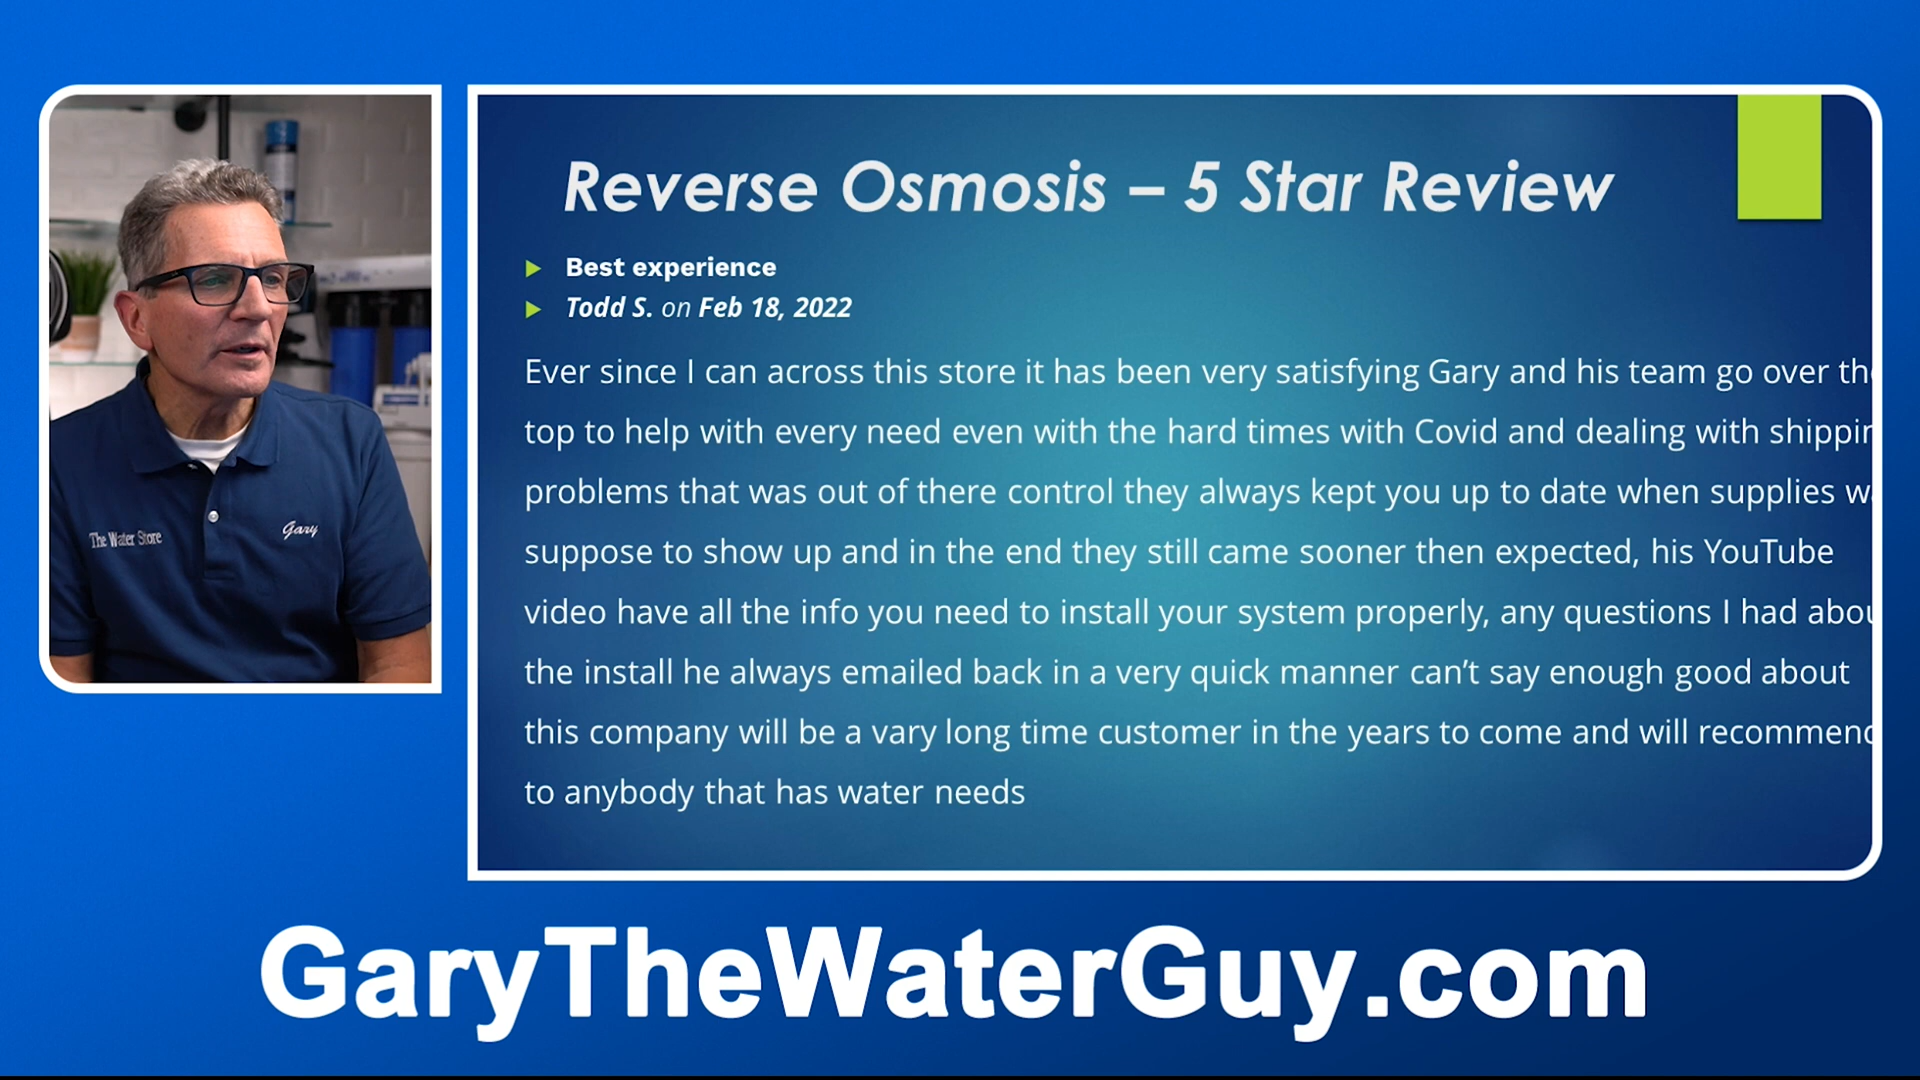 Reverse Osmosis – 5 Star Review
Best experience
Todd S. on Feb 18, 2022
Ever since I can across this store it has been very satisfying Gary and his team go over the
top to help with every need even with the hard times with Covid and dealing with
problems that was out of there control they always kept you up to date when supplies
suppose to show up and in the end they still came sooner then expected, his YouTube
video have all the info you need to install your system properly, any questions I had
the install he always emailed back in a very quick manner can’t say enough good about
this company will be a vary long time customer in the years to come and will recommend
to anybody that has water needs
The Water Store
Gary
GaryTheWaterGuy.com